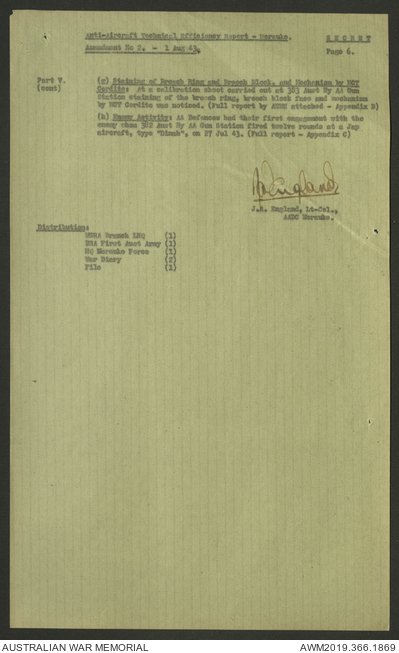 Anti-Aircraft Technical Efficiency Report - Merauke. SECRET
Amendment No 2. - 1 Aug 43. Page 6.
Part V. (g) Staining of Breech Ring and Breech Block, and Mechanism by NCT
(cont) Cordite: At a calibration shoot carried out at 383 Aust Hy AA Gun
Station staining of the breech ring, breech block face and mechanism
by NCT Cordite was noticed. (Full report by attached - Appendix B)
(h) Enemy Activity: AA Defences had their first engagement with the
enemy when 382 Aust Hy AA Gun Station fired twelve rounds at a Jap
aircraft, type "Dinah", on 27 Jul 43. (Full report - Appendix C)
England
J.A. England, Lt-Col.,
AADC Merauke.
Distribution:
Branch (1)
First Aust Army (1)
HQ Merauke Force (1)
War Diary (2)
File (1)
AUSTRALIAN WAR MEMORIAL AWM2019.366.1869